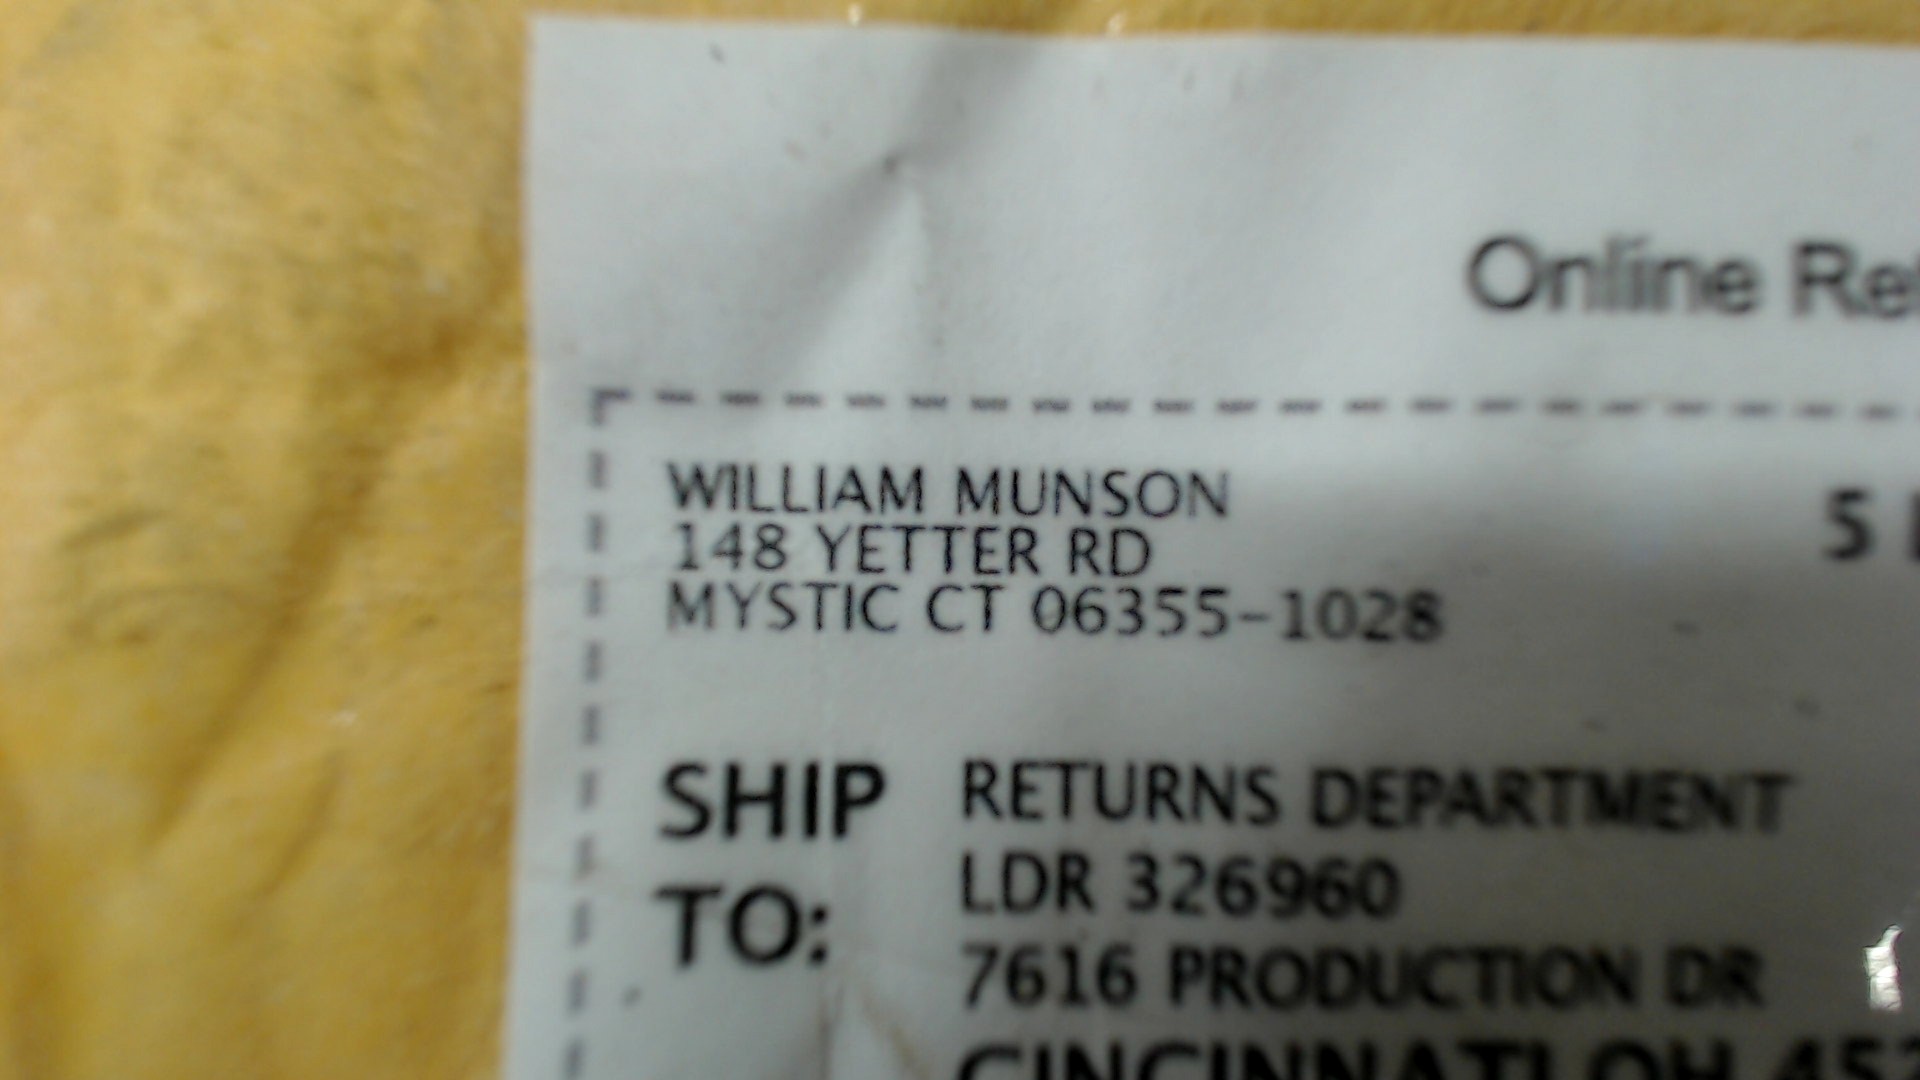 Online
WILLIAM MUNSON
148 YETTER RD
MYSTIC CT 06355-1028
5
SHIP TO:
RETURNS DEPARTMENT
LDR 326960
7616 PRODUCTION DR
CINCINNATI OH